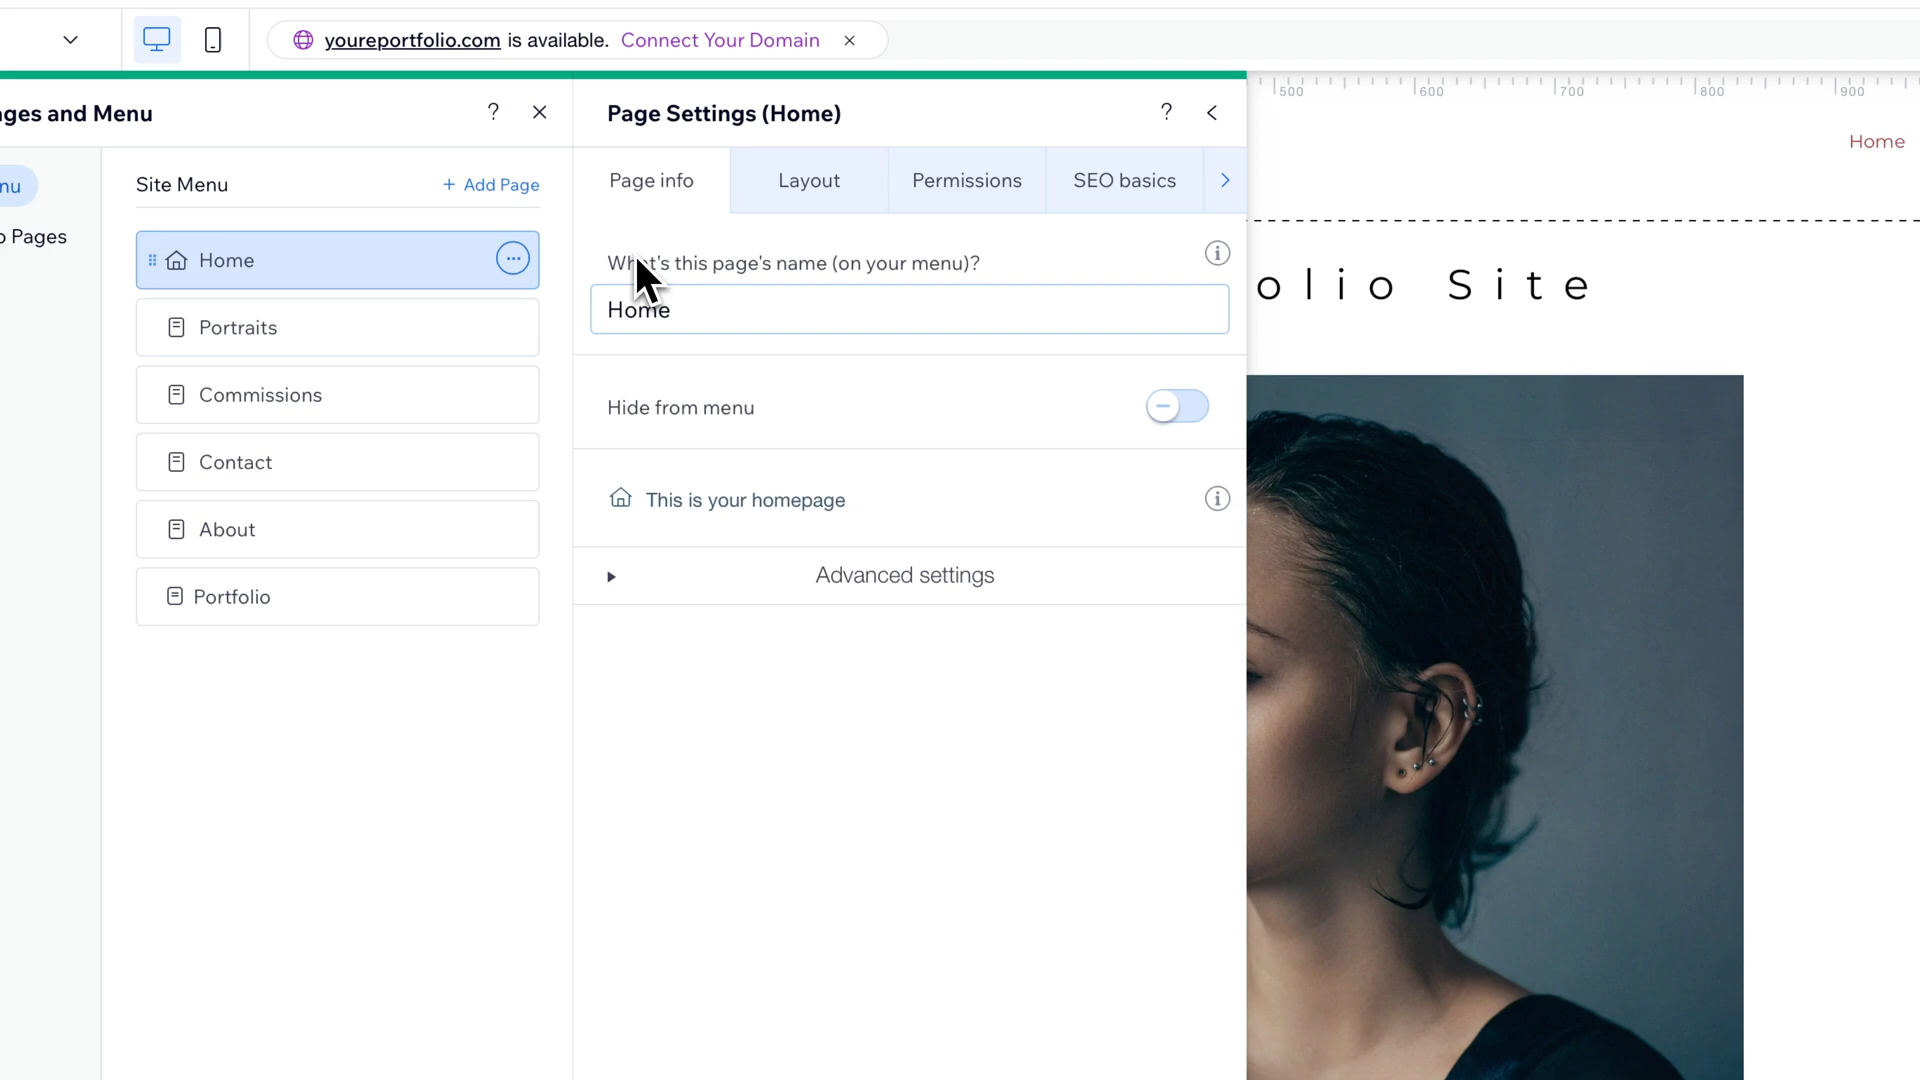 youreportfolio.com is available. Connect Your Domain
ges and Menu
Page Settings (Home)
500
600
700
800
900
nu
o Pages
Site Menu
+ Add Page
Home
Portraits
Commissions
Contact
About
Portfolio
Page info
Layout
Permissions
SEO basics
What's this page's name (on your menu)?
Home
Hide from menu
This is your homepage
Advanced settings
Home
olio Site